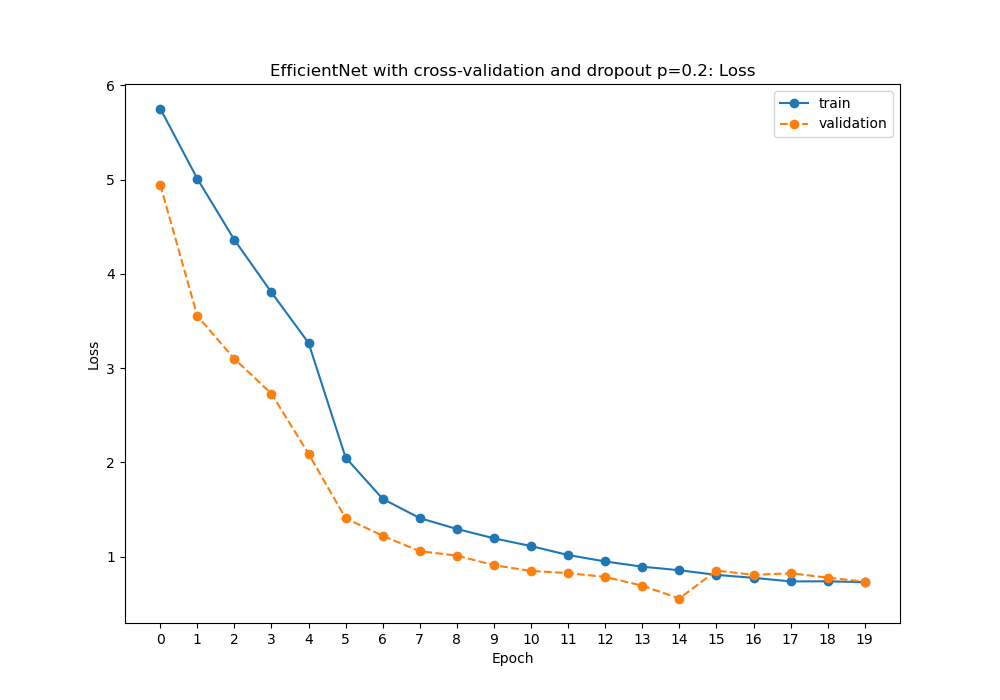 EfficientNet with cross-validation and dropout p=0.2: Loss
train
validation
6
5
4
3
2
1
Loss
0 1 2 3 4 5 6 7 8 9 10 11 12 13 14 15 16 17 18 19
Epoch